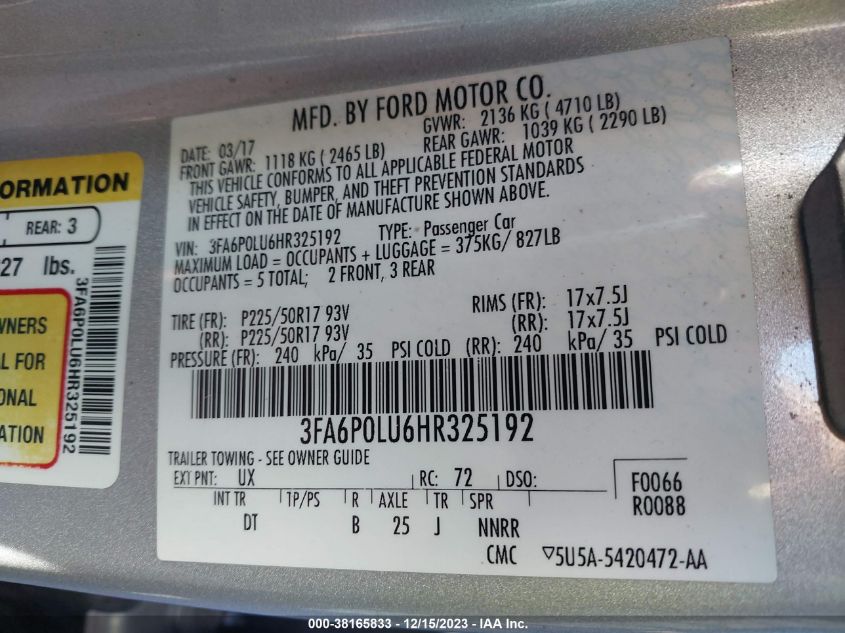 MFD. BY FORD MOTOR CO.
DATE: 03/17 GVWR: 2136 KG ( 4710 LB)
FRONT GAWR: 1118 KG ( 2465 LB) REAR GAWR: 1039 KG ( 2290 LB)
THIS VEHICLE CONFORMS TO ALL APPLICABLE FEDERAL MOTOR
VEHICLE SAFETY, BUMPER, AND THEFT PREVENTION STANDARDS
IN EFFECT ON THE DATE OF MANUFACTURE SHOWN ABOVE.
VIN: 3FA6P0LU6HR325192 TYPE: Passenger Car
MAXIMUM LOAD = OCCUPANTS + LUGGAGE = 375KG/ 827LB
OCCUPANTS = 5 TOTAL; 2 FRONT, 3 REAR
TIRE (FR): P225/50R17 93V RIMS (FR): 17x7.5J
(RR): P225/50R17 93V (RR): 17x7.5J
PRESSURE (FR): 240 kPa/ 35 PSI COLD (RR): 240 kPa/ 35 PSI COLD
3FA6P0LU6HR325192
TRAILER TOWING - SEE OWNER GUIDE
EXT PNT: UX RC: 72 DSO: F0066
R0088
INT TR TP/PS R AXLE TR SPR
DT B 25 J NNRR
CMC ▽5U5A-5420472-AA
ORMATION
REAR: 3
27 lbs.
WNERS
AL FOR
ONAL
ATION
3FA6P0LU6HR325192
000-38165833 - 12/15/2023 - IAA Inc.